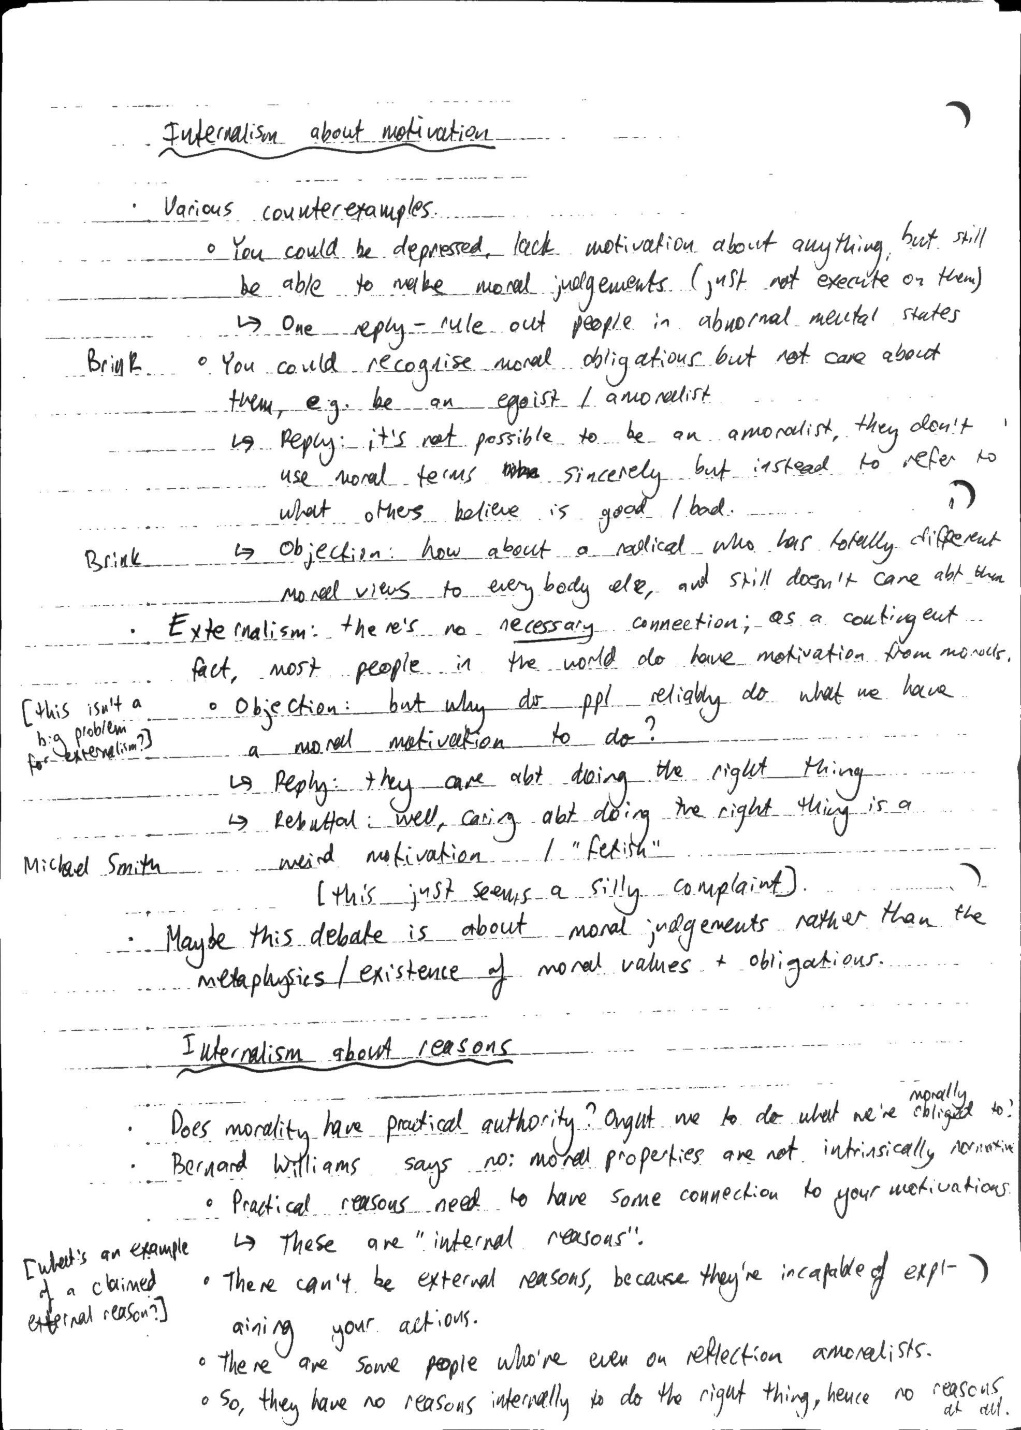 Internalism about motivation
· Various counterexamples.
∘ You could be depressed, lack motivation about anything, but still
be able to make moral judgements (just not execute on them)
↳ One reply – rule out people in abnormal mental states
Brink ∘ You could recognise moral obligations but not care about
them, e.g. be an egoist / amoralist
↳ Reply: it's not possible to be an amoralist, they don't
use moral terms sincerely but instead to refer to
what others believe is good / bad.
Brink ↳ Objection: how about a radical who has totally different
moral views to everybody else, and still doesn't care abt them
· Externalism: there's no necessary connection; as a contingent
fact, most people in the world do have motivation from morals.
[this isn't a
big problem
for externalism?]
∘ Objection: but why do ppl reliably do what we have
a moral motivation to do?
↳ Reply: they care abt doing the right thing
↳ Rebuttal: well, caring abt doing the right thing is a
Michael Smith weird motivation / "fetish"
[this just seems a silly complaint].
· Maybe this debate is about moral judgements rather than the
metaphysics / existence of moral values + obligations.
Internalism about reasons
· Does morality have practical authority? Ought we to do what we're morally obliged to?
· Bernard Williams says no: moral properties are not intrinsically normative
∘ Practical reasons need to have some connection to your motivations.
↳ These are "internal reasons".
[what's an example
of a claimed
external reason?]
∘ There can't be external reasons, because they're incapable of expl-
aining your actions.
∘ There are some people who're even on reflection amoralists.
∘ So, they have no reasons internally to do the right thing, hence no reasons
at all.